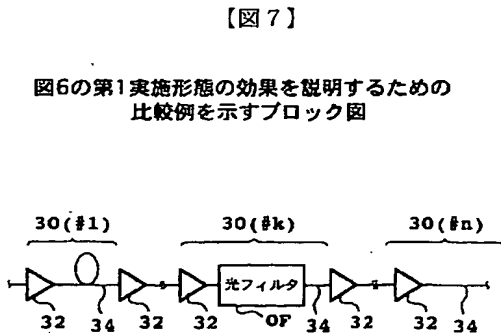 【図7】
図6の第1実施形態の効果を説明するための
比較例を示すブロック図
30(#1) 30(#k) 30(#n)
光フィルタ
32 34 32 32 OF 34 32 32 34